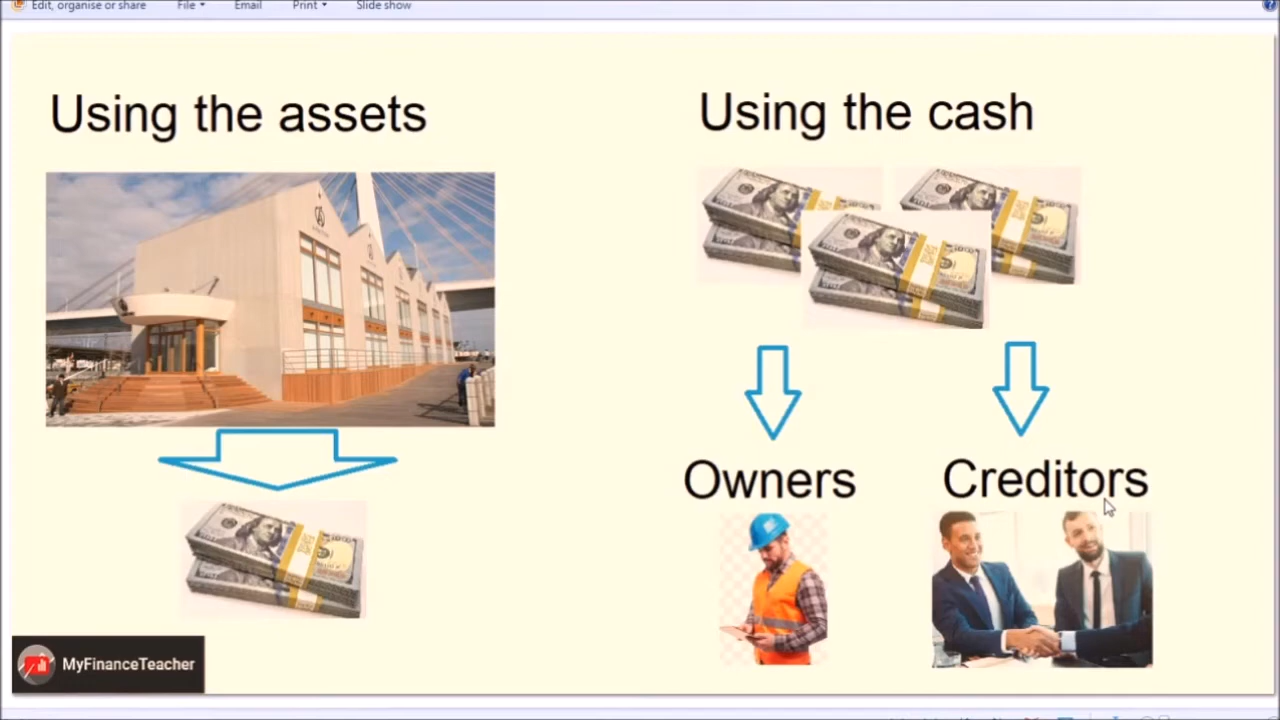 Edit, organise or share File Email Print Slide show
Using the assets
Using the cash
Owners
Creditors
MyFinanceTeacher